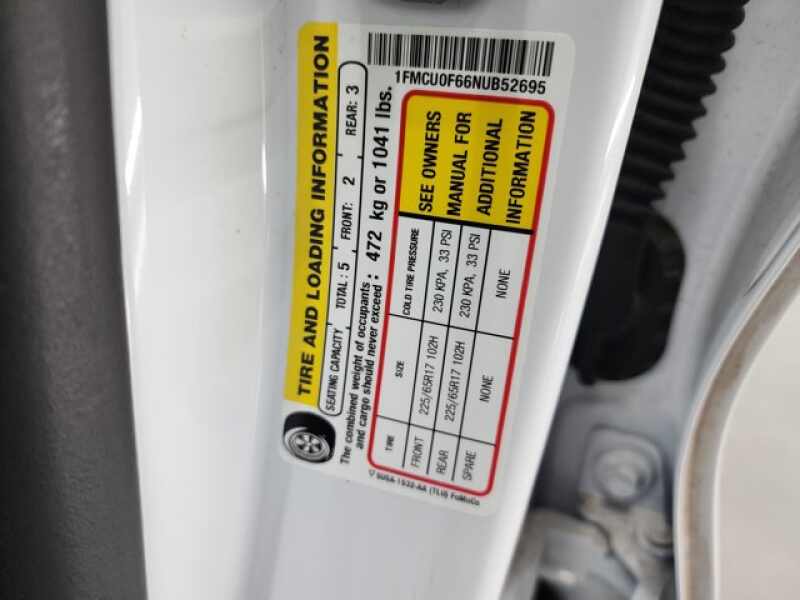 1FMCU0F66NUB52695
TIRE AND LOADING INFORMATION
SEATING CAPACITY TOTAL: 5 FRONT: 2 REAR: 3
The combined weight of occupants
and cargo should never exceed: 472 kg or 1041 lbs.
TIRE SIZE COLD TIRE PRESSURE
FRONT 225/65R17 102H 230 KPA, 33 PSI
REAR 225/65R17 102H 230 KPA, 33 PSI
SPARE NONE NONE
SEE OWNERS
MANUAL FOR
ADDITIONAL
INFORMATION
(TLI) FoMoCo